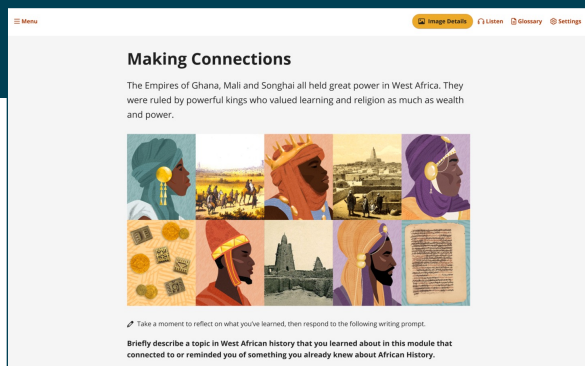 Menu
Image Details
Listen
Glossary
Settings
Making Connections
The Empires of Ghana, Mali and Songhai all held great power in West Africa. They
were ruled by powerful kings who valued learning and religion as much as wealth
and power.
Take a moment to reflect on what you've learned, then respond to the following writing prompt.
Briefly describe a topic in West African history that you learned about in this module that
connected to or reminded you of something you already knew about African History.